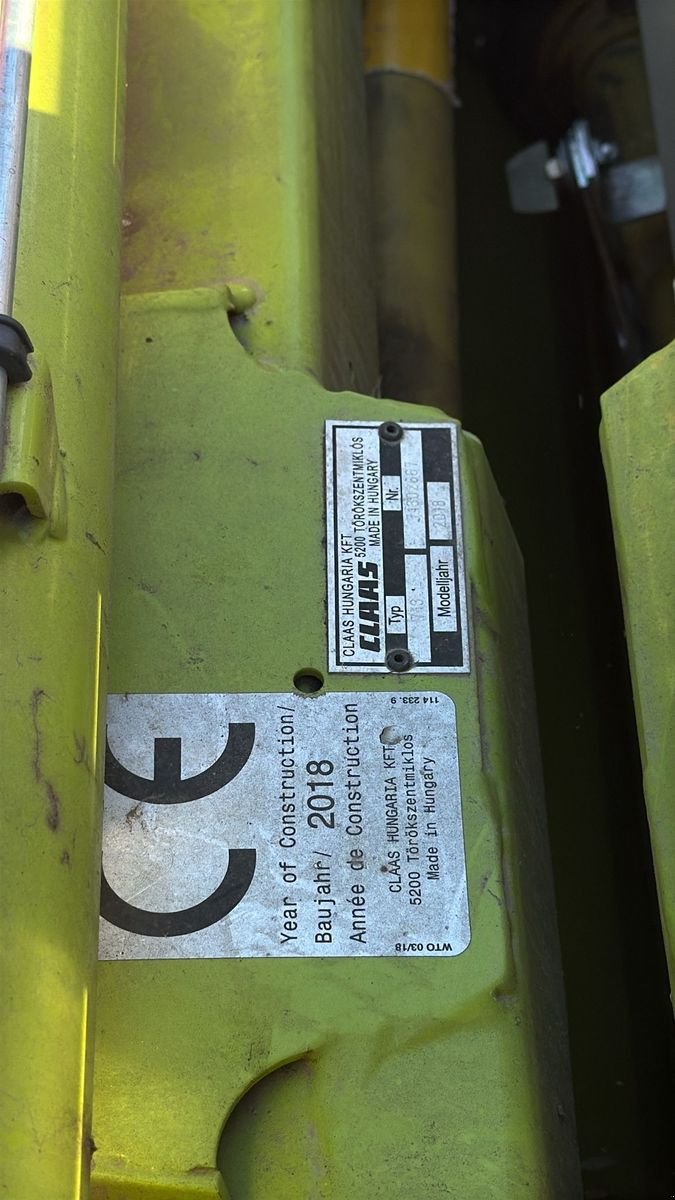 CLAAS HUNGARIA KFT
CLAAS 5200 TÖRÖKSZENTMIKLÓS
MADE IN HUNGARY
Typ Nr.
Modelljahr 2018
CE
Year of Construction/
Baujahr/ 2018
Année de Construction
CLAAS HUNGARIA KFT
5200 Törökszentmiklos
Made in Hungary
WTO 03/18
114 233. 9